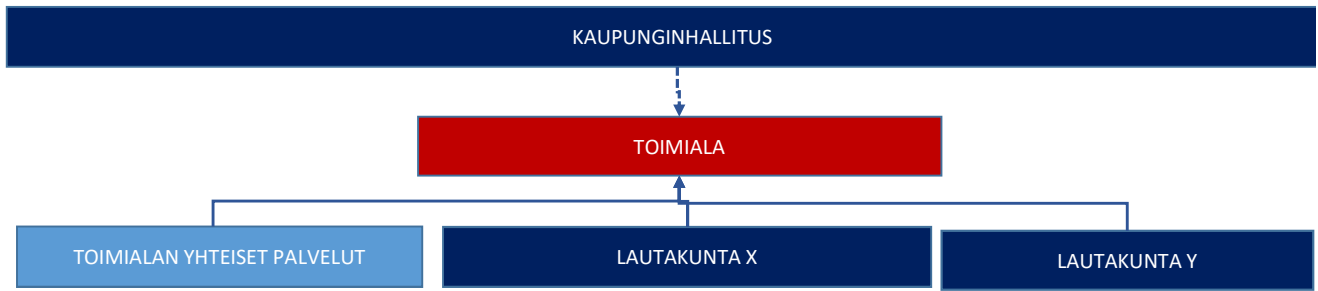 KAUPUNGINHALLITUS
TOIMIALA
TOIMIALAN YHTEISET PALVELUT
LAUTAKUNTA X
LAUTAKUNTA Y